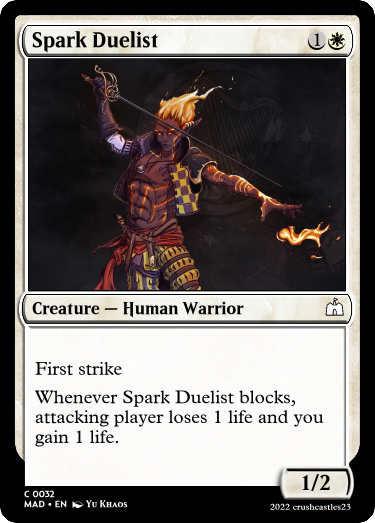 Spark Duelist 1
Creature — Human Warrior
First strike
Whenever Spark Duelist blocks,
attacking player loses 1 life and you
gain 1 life.
1/2
C 0032
MAD • EN Yu Khaos
2022 crushcastles23